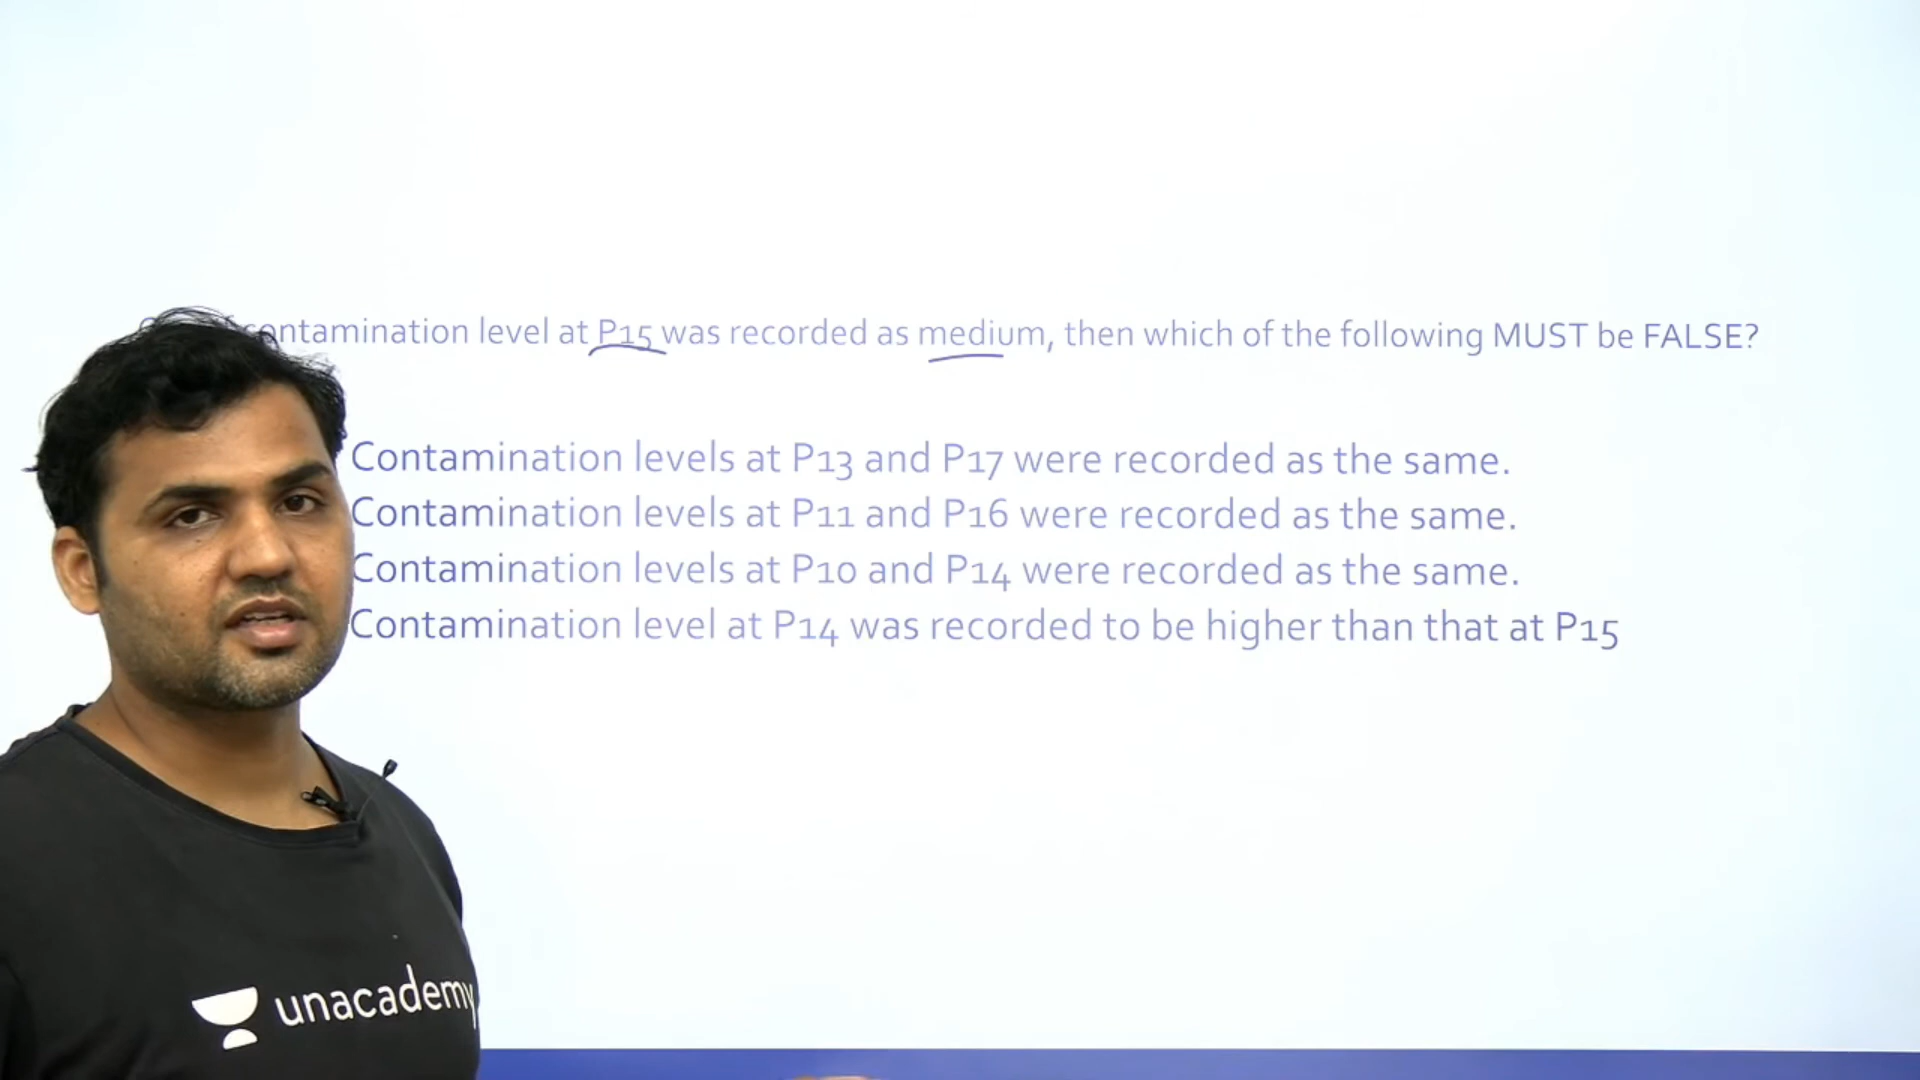 contamination level at P15 was recorded as medium, then which of the following MUST be FALSE?
Contamination levels at P13 and P17 were recorded as the same.
Contamination levels at P11 and P16 were recorded as the same.
Contamination levels at P10 and P14 were recorded as the same.
Contamination level at P14 was recorded to be higher than that at P15
unacademy